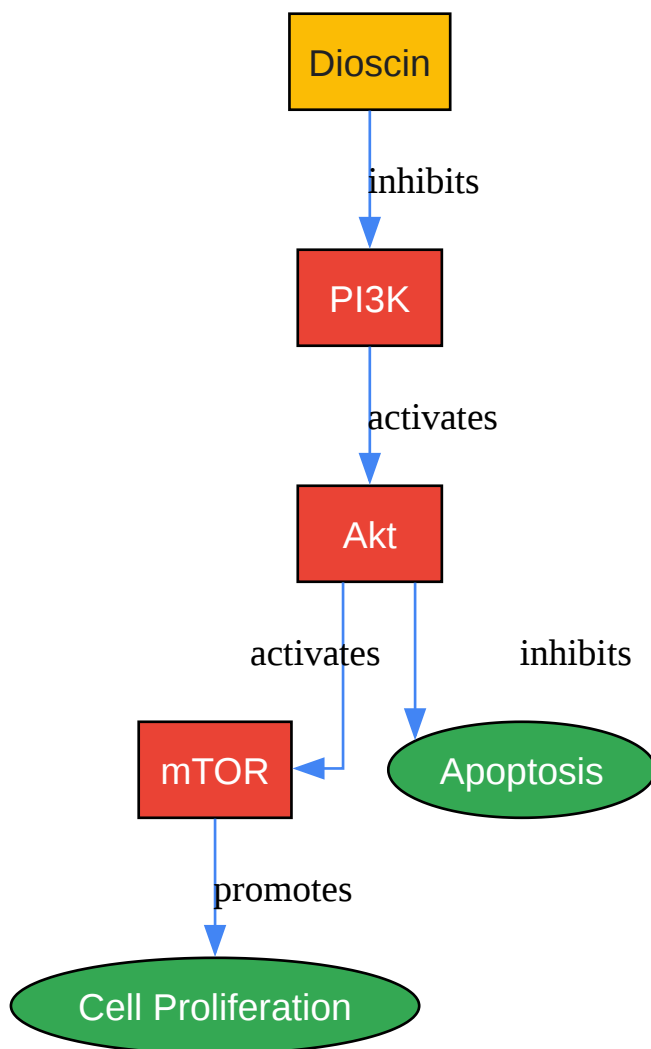 Dioscin
inhibits
PI3K
activates
Akt
activates
inhibits
mTOR
Apoptosis
promotes
Cell Proliferation